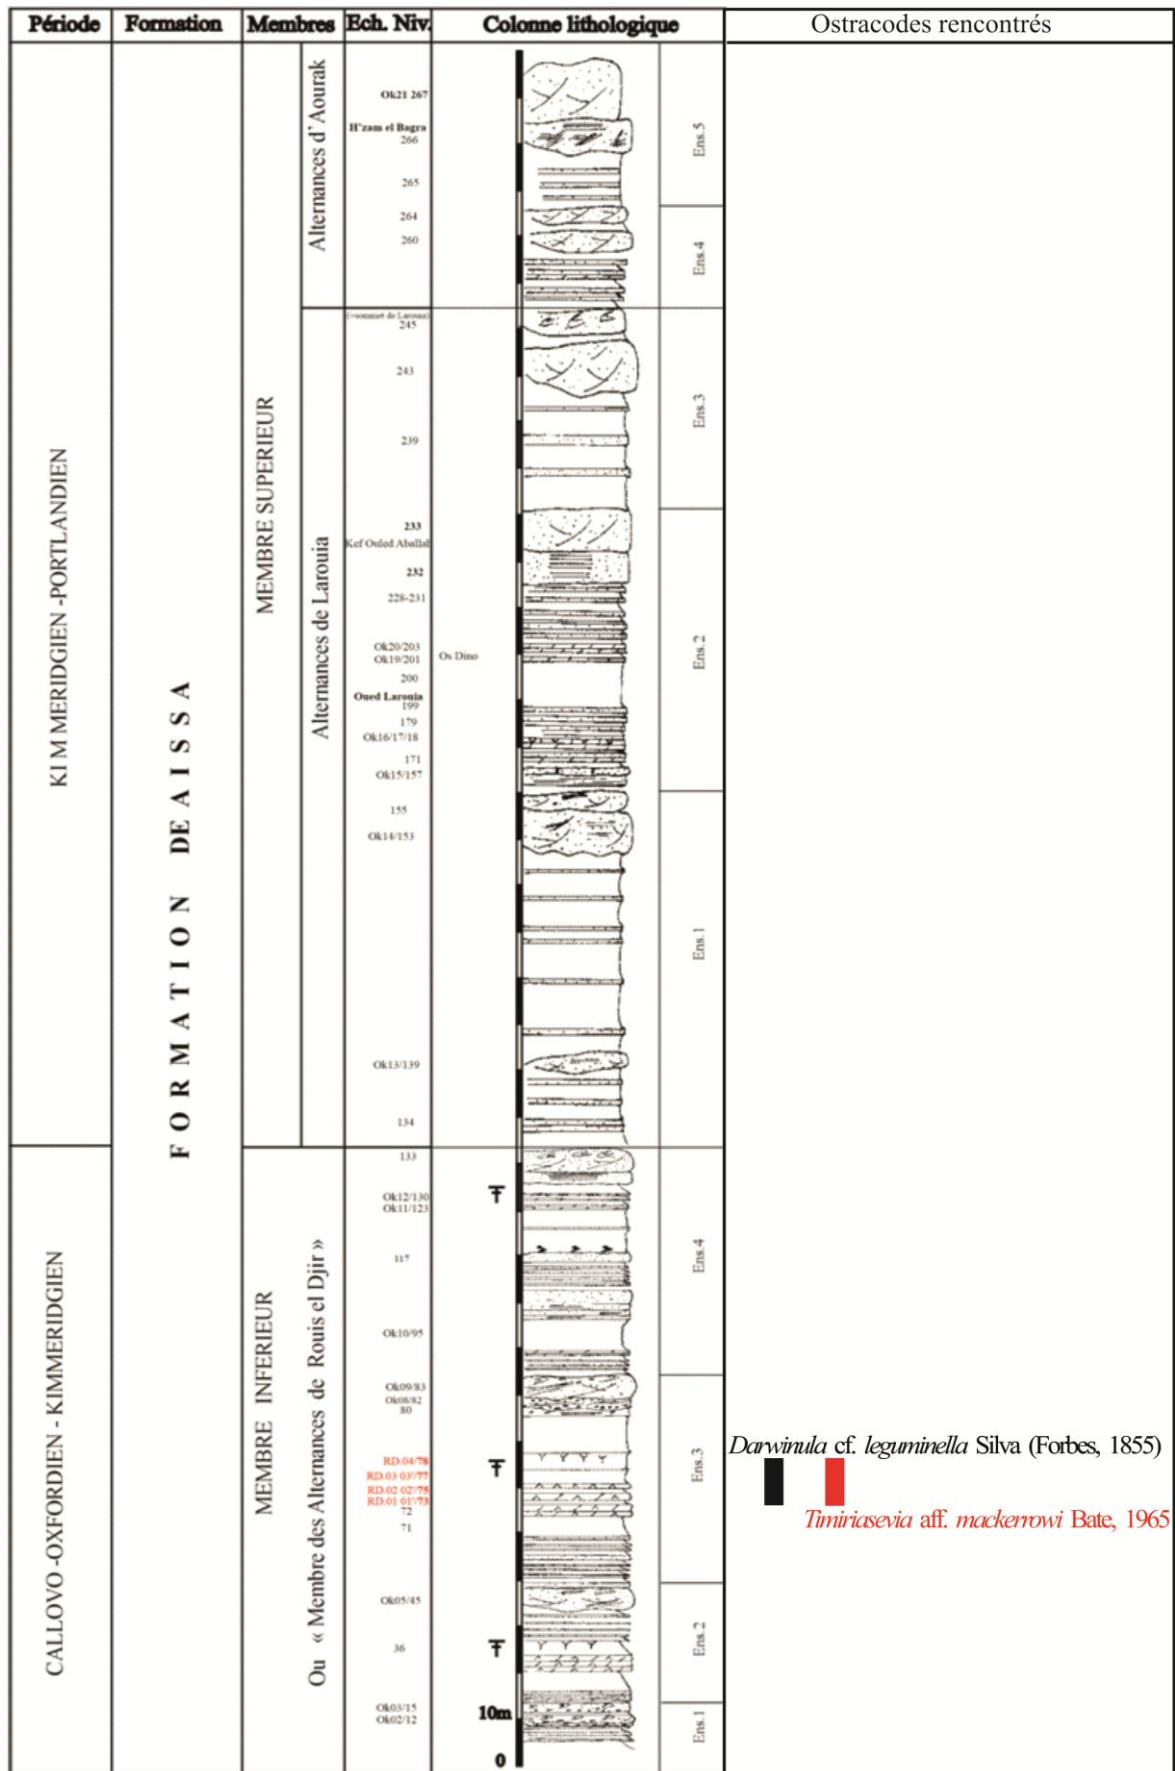 Période Formation Membres Ech. Niv. Colonne lithologique Ostracodes rencontrés
KIMMERIDGIEN -PORTLANDIEN
CALLOVO -OXFORDIEN - KIMMERIDGIEN
FORMATION DE AISSA
MEMBRE SUPERIEUR
MEMBRE INFERIEUR
Alternances d'Aourak
Alternances de Larouia
Ou « Membre des Alternances de Rouis el Djir »
Ok21 267
H'zam el Bagra
266
265
264
260
(=sommet de Larouia)
245
243
239
233
Kef Ouled Aballah
232
228-231
Ok20/203
Ok19/201
Os Dino
200
Oued Larouia
199
179
Ok16/17/18
171
Ok15/157
155
Ok14/153
Ok13/139
134
133
Ok12/130
Ok11/123
117
Ok10/95
Ok09/83
Ok08/82
80
RD.04/78
RD.03 03'/77
RD.02 02'/75
RD.01 01'/73
72
71
Ok05/45
36
Ok03/15
Ok02/12
10m
0
Ens.5
Ens.4
Ens.3
Ens.2
Ens.1
Ens.4
Ens.3
Ens.2
Ens.1
Darwinula cf. leguminella Silva (Forbes, 1855)
Timiriasevia aff. mackerrowi Bate, 1965